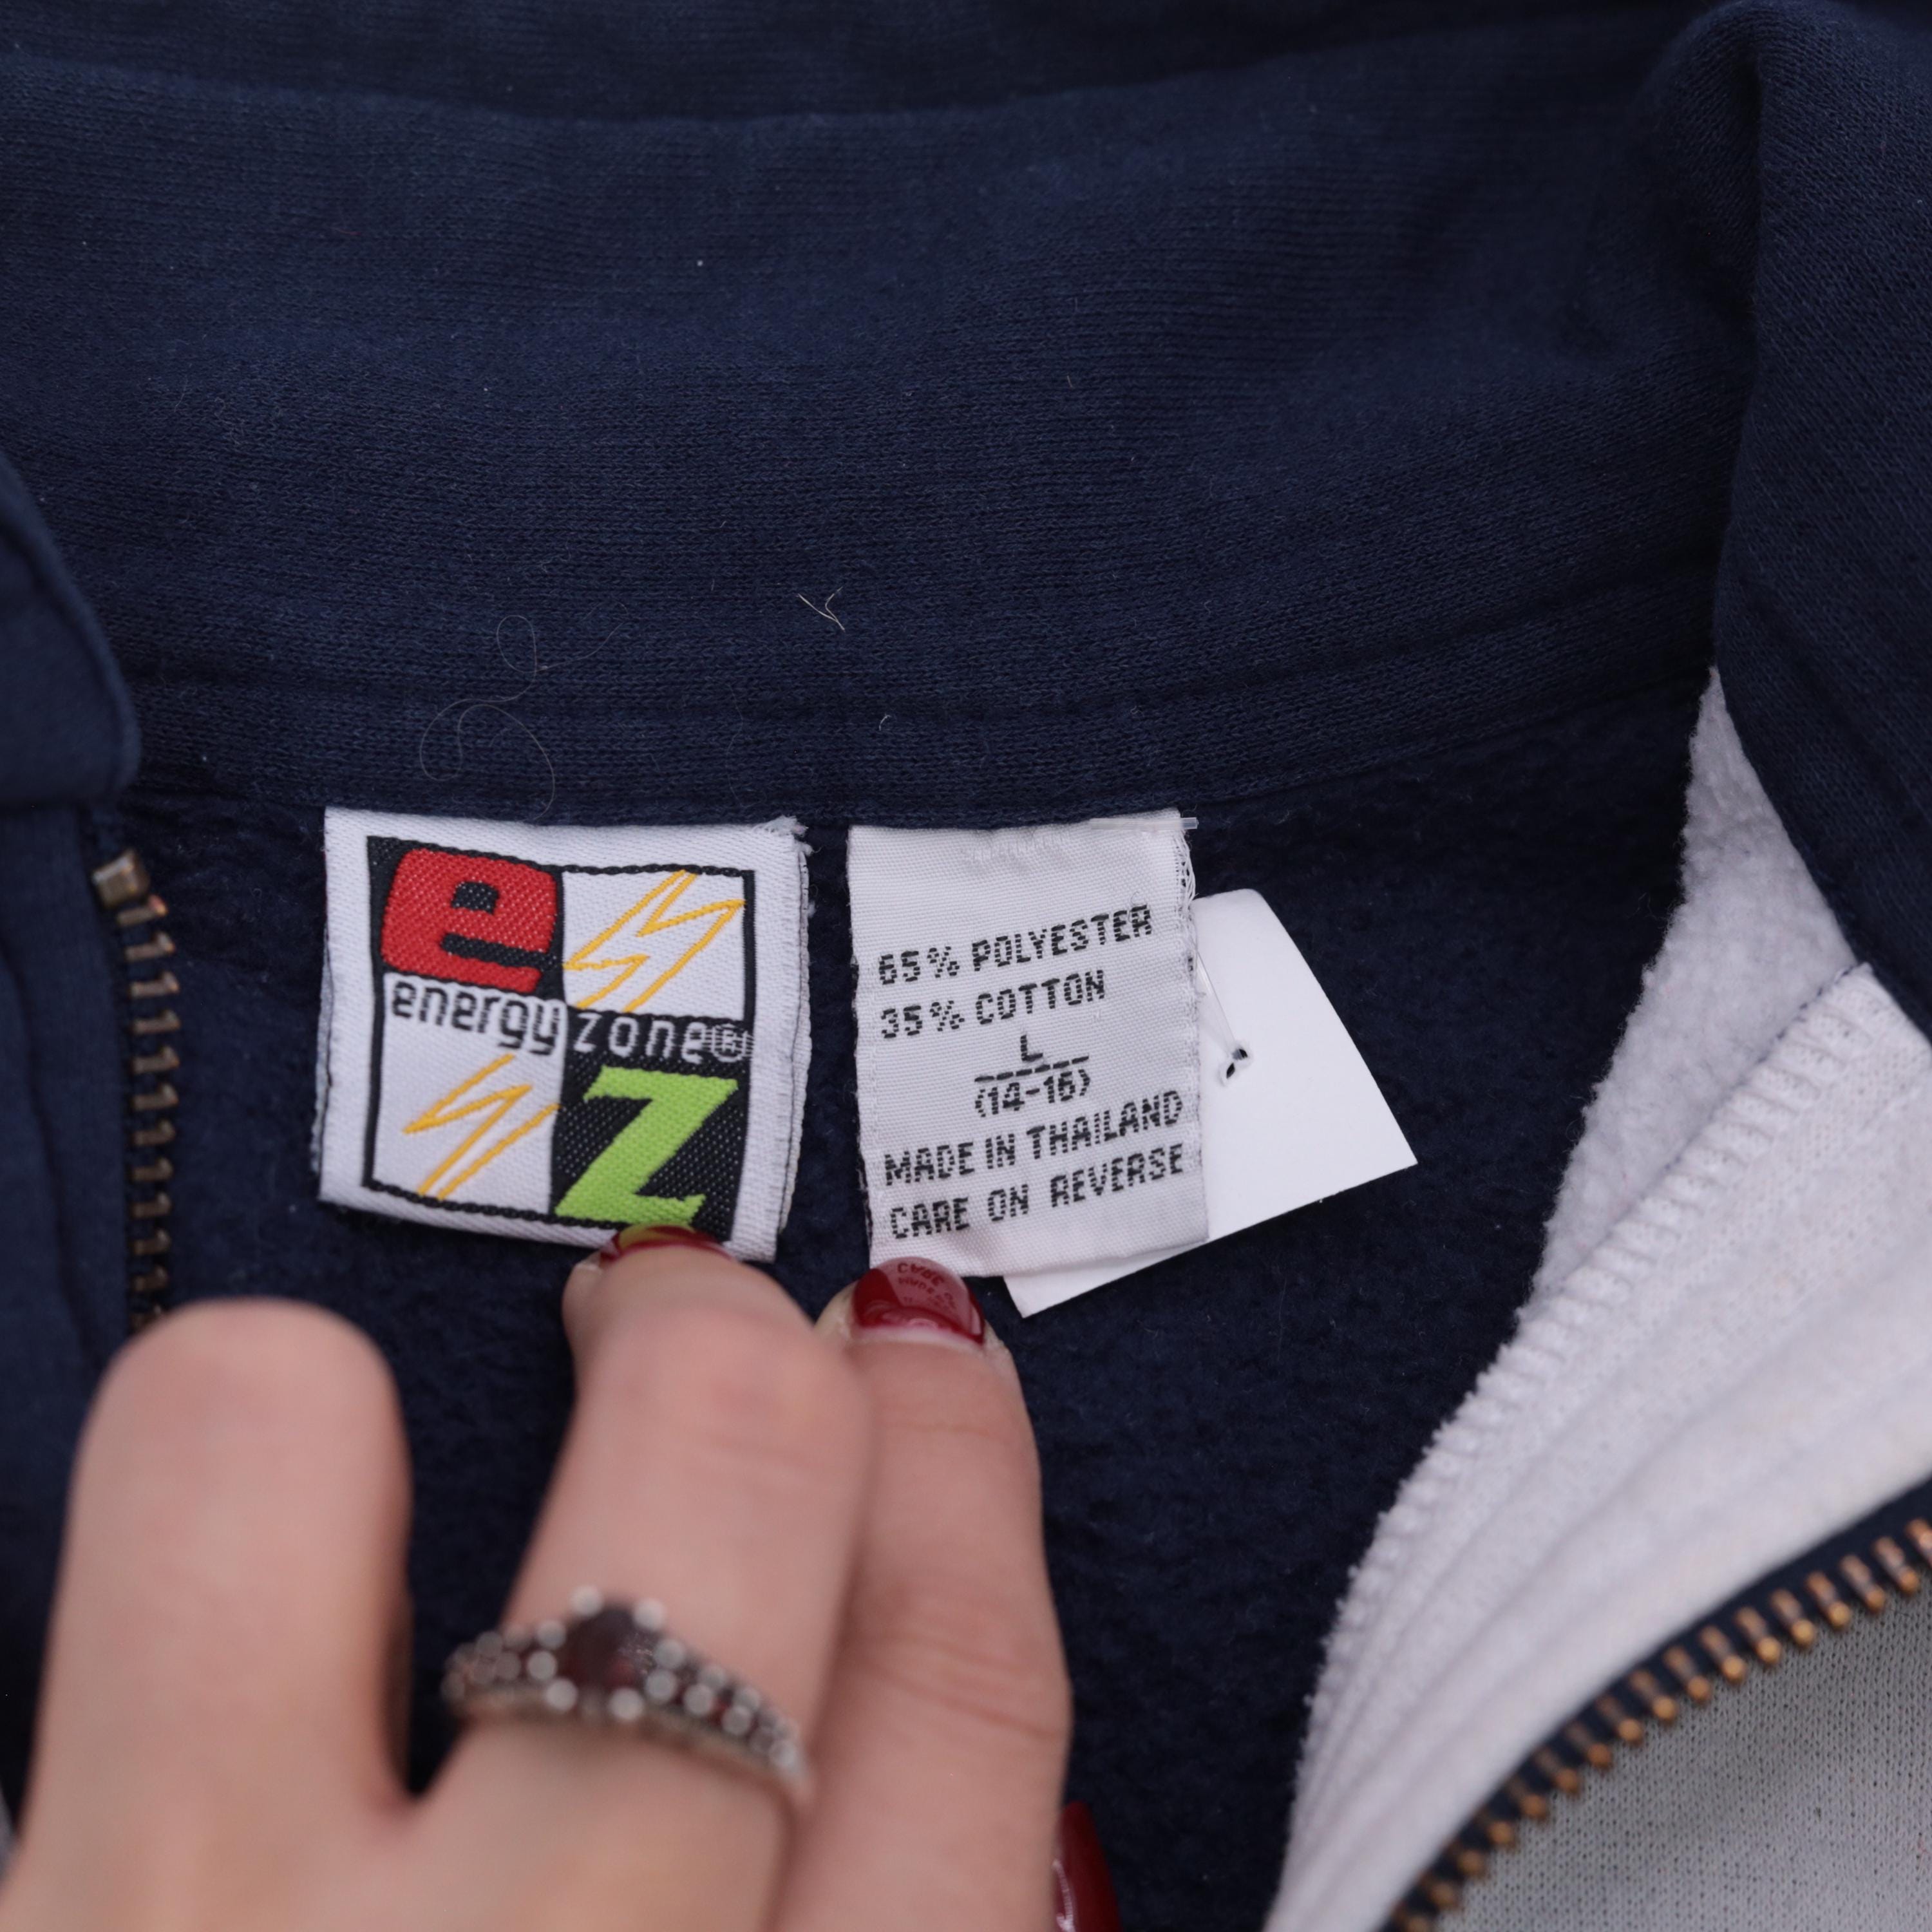 e
energy zone®
z
65% POLYESTER
35% COTTON
L
(14-16)
MADE IN THAILAND
CARE ON REVERSE